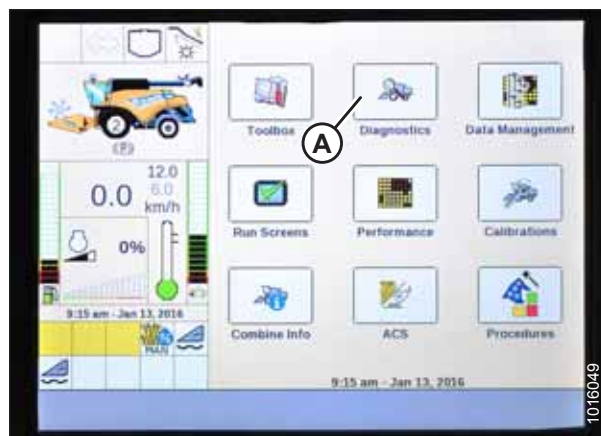 Toolbox
Diagnostics
Data Management
A
2
(P)
12.0
6.0
0.0
km/h
0%
Run Screens
Performance
Calibrations
9:15 am - Jan 13, 2016
MAN
Combine Info
ACS
Procedures
9:15 am - Jan 13, 2016
1016049